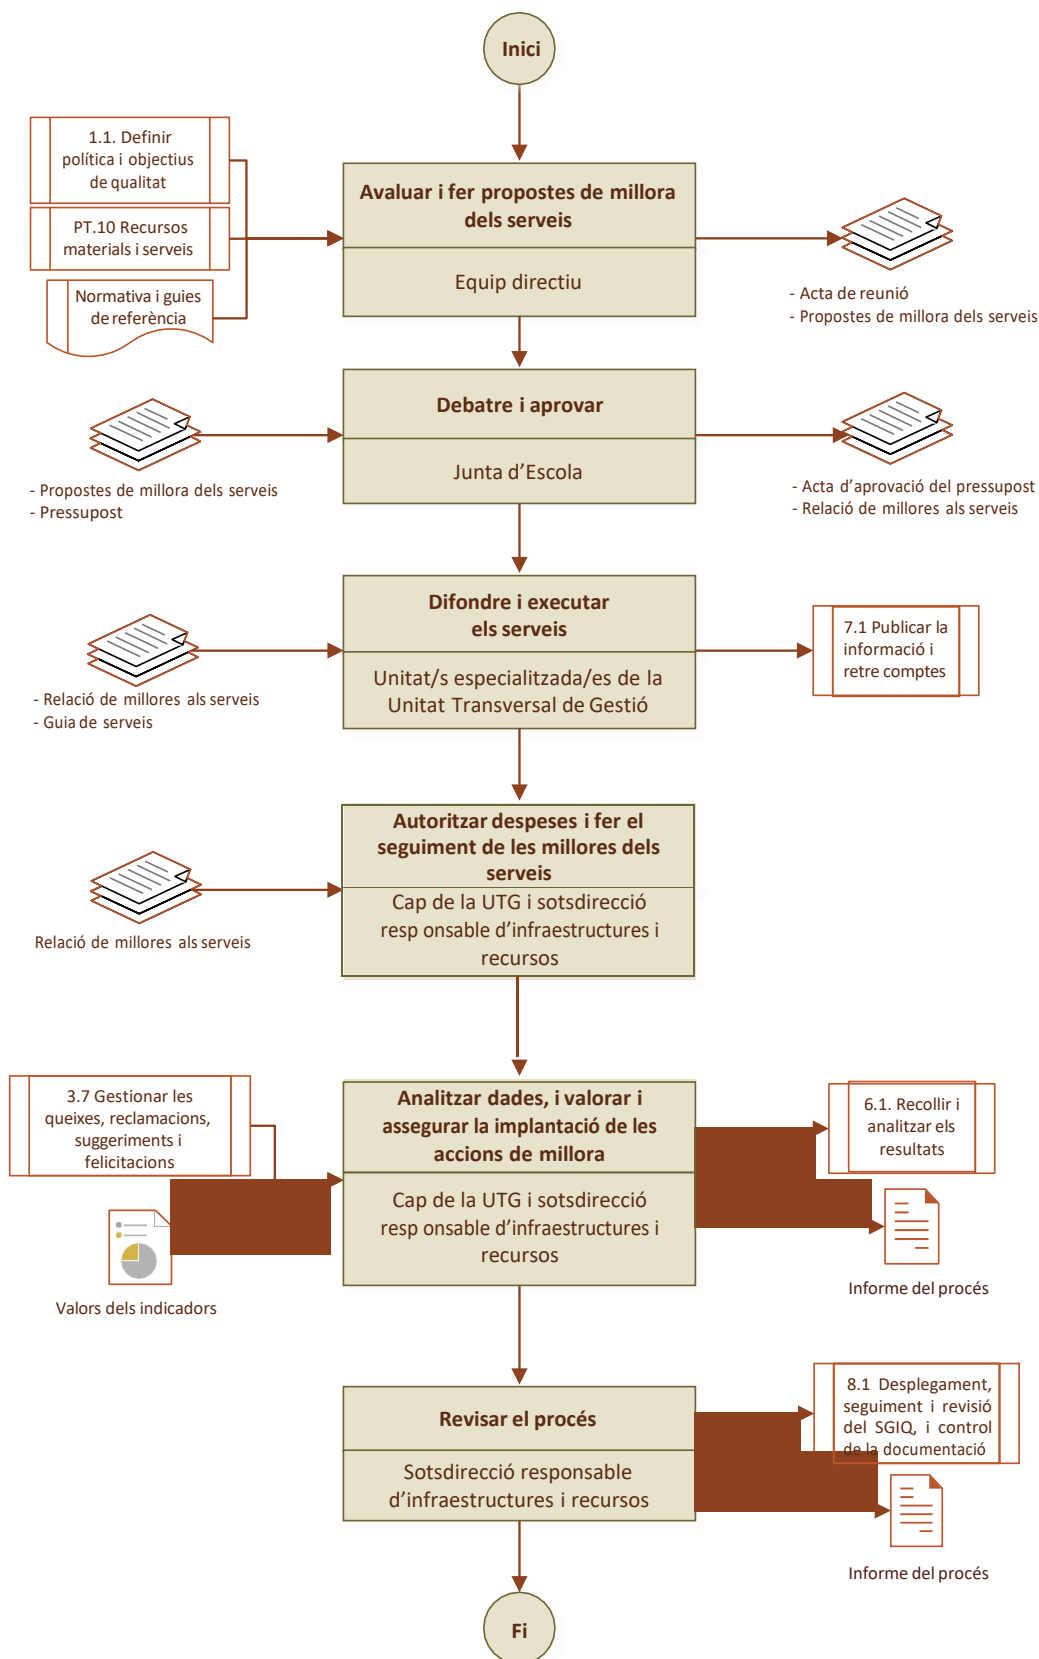 Inici
1.1. Definir
política i objectius
de qualitat
PT.10 Recursos
materials i serveis
Normativa i guies
de referència
Avaluar i fer propostes de millora
dels serveis
Equip directiu
- Acta de reunió
- Propostes de millora dels serveis
- Propostes de millora dels serveis
- Pressupost
Debatre i aprovar
Junta d’Escola
- Acta d’aprovació del pressupost
- Relació de millores als serveis
- Relació de millores als serveis
- Guia de serveis
Difondre i executar
els serveis
Unitat/s especialitzada/es de la
Unitat Transversal de Gestió
7.1 Publicar la
informació i
retre comptes
Relació de millores als serveis
Autoritzar despeses i fer el
seguiment de les millores dels
serveis
Cap de la UTG i sotsdirecció
resp onsable d’infraestructures i
recursos
3.7 Gestionar les
queixes, reclamacions,
suggeriments i
felicitacions
Valors dels indicadors
Analitzar dades, i valorar i
assegurar la implantació de les
accions de millora
Cap de la UTG i sotsdirecció
resp onsable d’infraestructures i
recursos
6.1. Recollir i
analitzar els
resultats
Informe del procés
Revisar el procés
Sotsdirecció responsable
d’infraestructures i recursos
8.1 Desplegament,
seguiment i revisió
del SGIQ, i control
de la documentació
Informe del procés
Fi